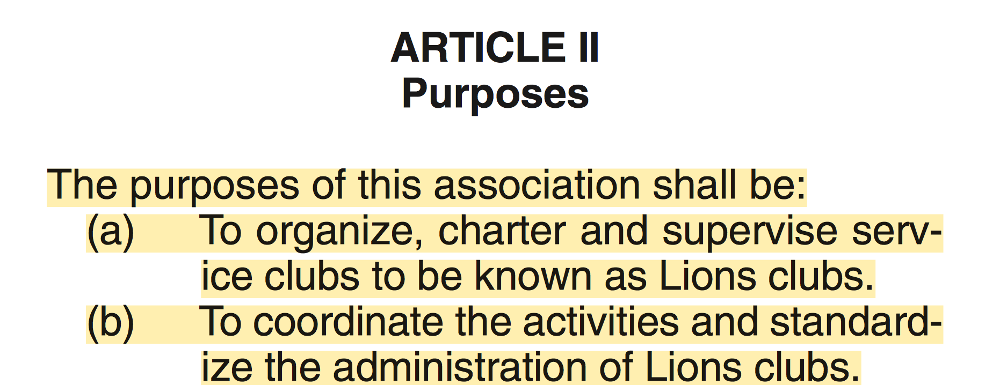 ARTICLE II
Purposes
The purposes of this association shall be:
(a) To organize, charter and supervise serv-
ice clubs to be known as Lions clubs.
(b) To coordinate the activities and standard-
ize the administration of Lions clubs.